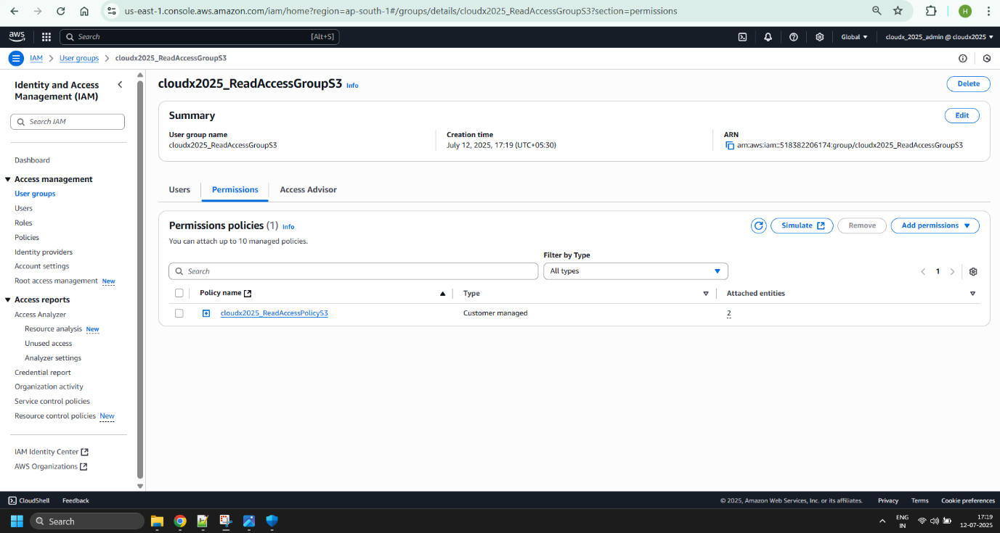 us-east-1.console.aws.amazon.com/iam/home?region=ap-south-1#/groups/details/cloudx2025_ReadAccessGroupS3?section=permissions
H
aws
Search
[Alt+S]
Global
cloudx_2025_admin @ cloudx2025
IAM
User groups
cloudx2025_ReadAccessGroupS3
Identity and Access
Management (IAM)
Search IAM
Dashboard
Access management
User groups
Users
Roles
Policies
Identity providers
Account settings
Root access management New
Access reports
Access Analyzer
Resource analysis New
Unused access
Analyzer settings
Credential report
Organization activity
Service control policies
Resource control policies New
IAM Identity Center
AWS Organizations
cloudx2025_ReadAccessGroupS3 Info
Delete
Summary
Edit
User group name
cloudx2025_ReadAccessGroupS3
Creation time
July 12, 2025, 17:19 (UTC+05:30)
ARN
arn:aws:iam::518382206174:group/cloudx2025_ReadAccessGroupS3
Users
Permissions
Access Advisor
Permissions policies (1) Info
You can attach up to 10 managed policies.
Simulate
Remove
Add permissions
Filter by Type
Search
All types
1
Policy name
Type
Attached entities
cloudx2025_ReadAccessPolicyS3
Customer managed
2
CloudShell
Feedback
© 2025, Amazon Web Services, Inc. or its affiliates.
Privacy
Terms
Cookie preferences
Search
ENG
IN
17:19
12-07-2025